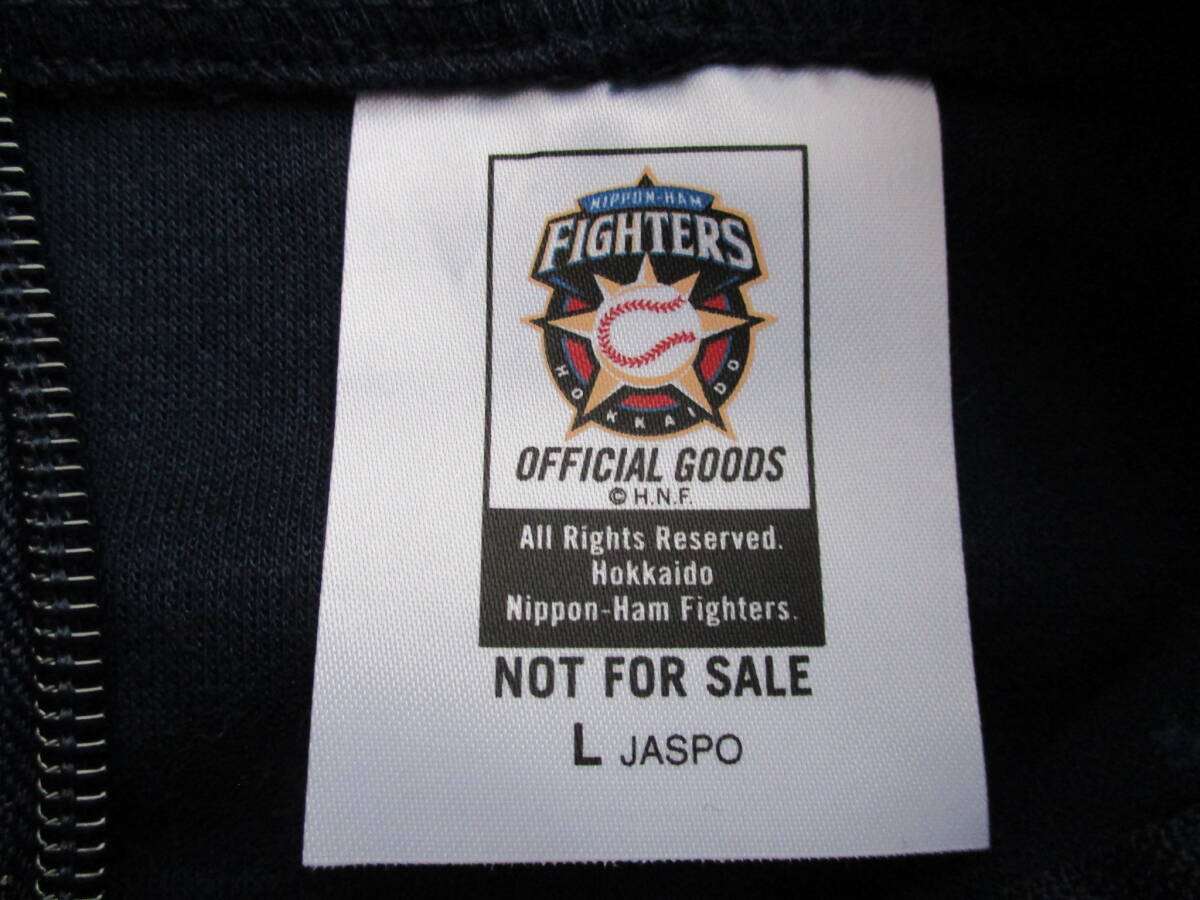 NIPPON-HAM
FIGHTERS
HOKKAIDO
OFFICIAL GOODS
© H.N.F.
All Rights Reserved.
Hokkaido
Nippon-Ham Fighters.
NOT FOR SALE
L JASPO